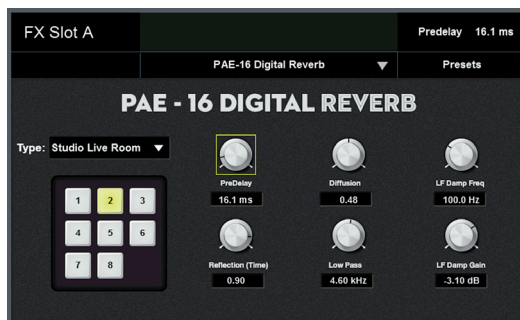 FX Slot A
Predelay 16.1 ms
PAE-16 Digital Reverb
Presets
PAE - 16 DIGITAL REVERB
Type: Studio Live Room
1 2 3
4 5 6
7 8
PreDelay Diffusion LF Damp Freq
16.1 ms 0.48 100.0 Hz
Reflection (Time) Low Pass LF Damp Gain
0.90 4.60 kHz -3.10 dB